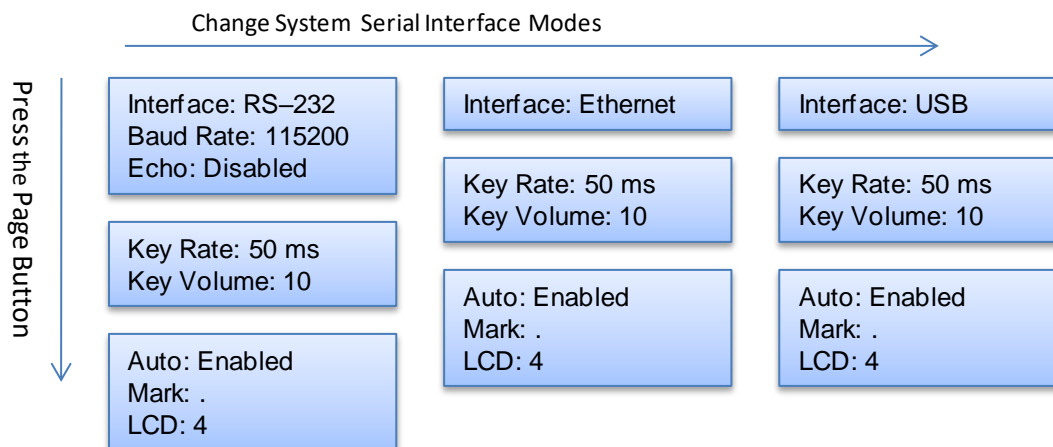 Change System Serial Interface Modes
Press the Page Button
Interface: RS–232
Baud Rate: 115200
Echo: Disabled
Key Rate: 50 ms
Key Volume: 10
Auto: Enabled
Mark: .
LCD: 4
Interface: Ethernet
Key Rate: 50 ms
Key Volume: 10
Auto: Enabled
Mark: .
LCD: 4
Interface: USB
Key Rate: 50 ms
Key Volume: 10
Auto: Enabled
Mark: .
LCD: 4